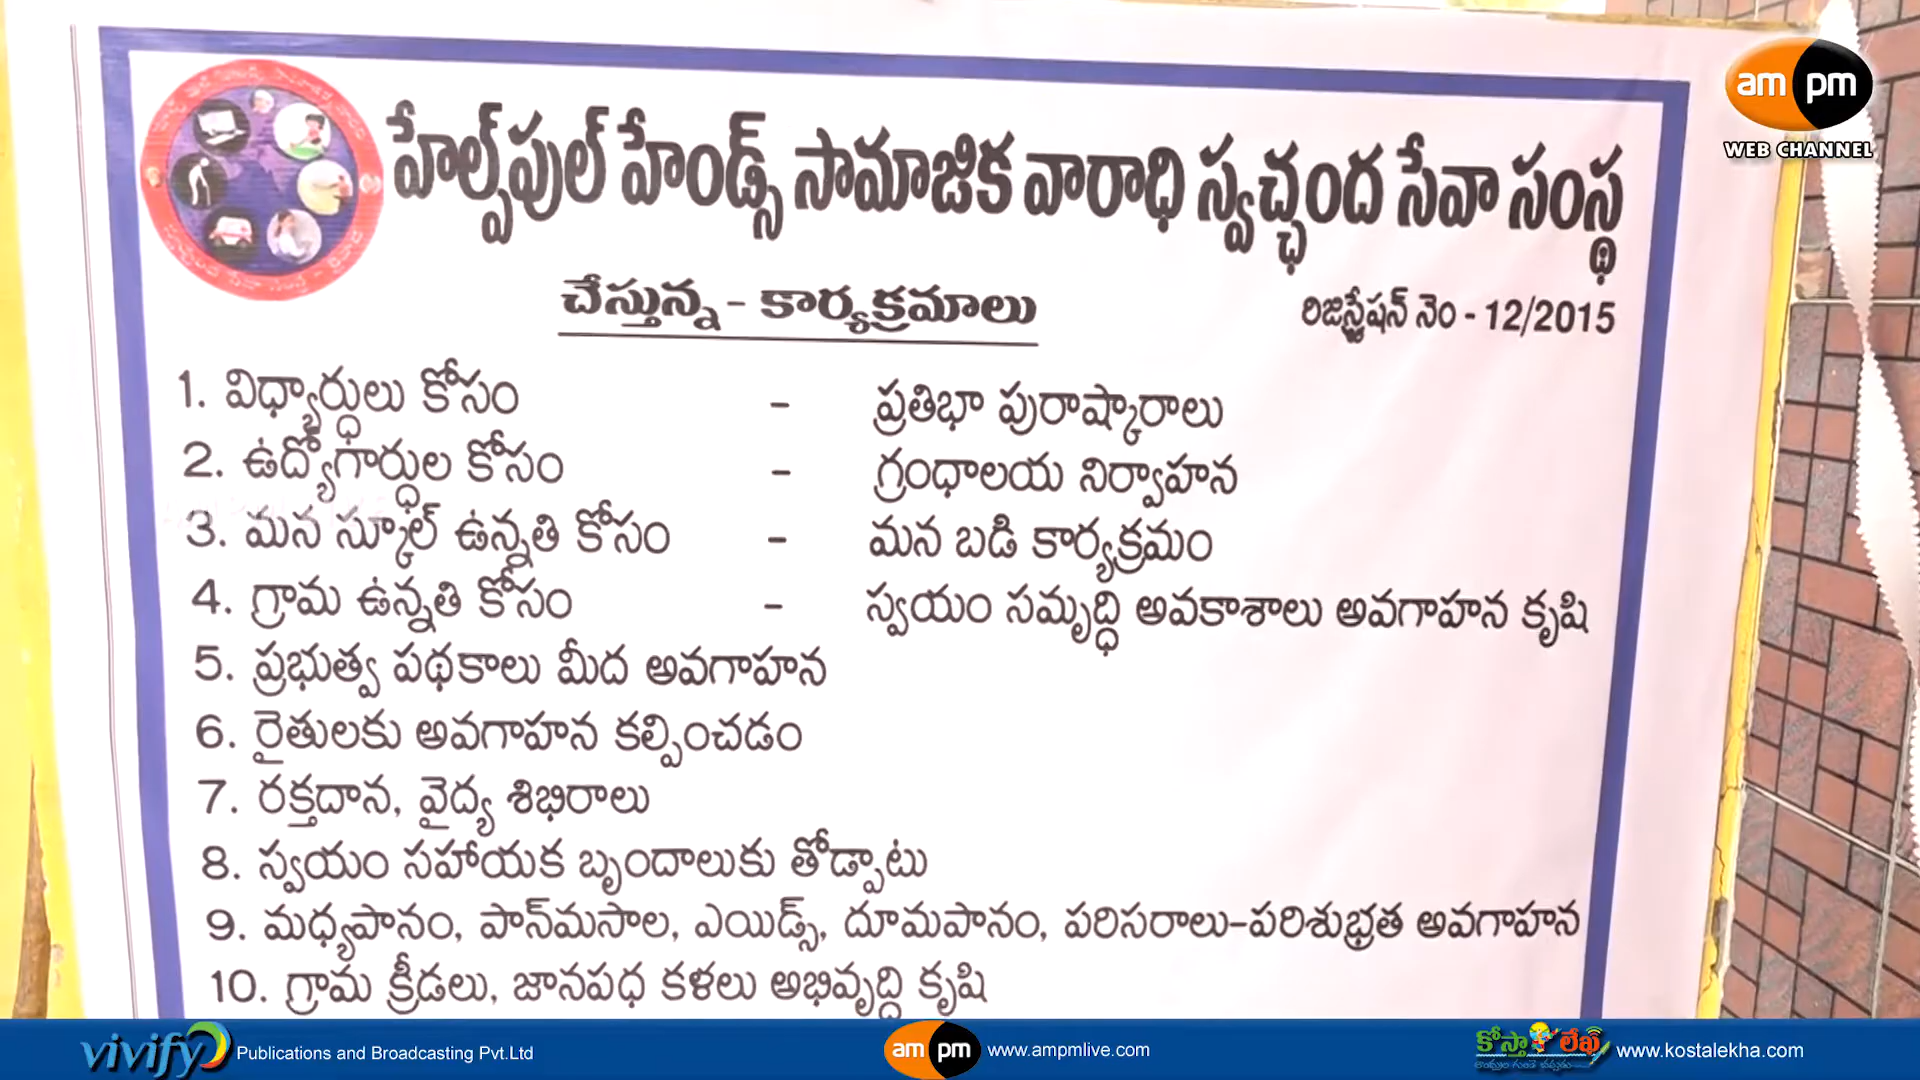 హేల్ప్‌ఫుల్ హేండ్స్ సామాజిక వారాధి స్వచ్ఛంద సేవా సంస్థ
చేస్తున్న - కార్యక్రమాలు
రిజిస్ట్రేషన్ నెం - 12/2015
1. విధ్యార్ధులు కోసం - ప్రతిభా పురాష్కారాలు
2. ఉద్యోగార్ధుల కోసం - గ్రంధాలయ నిర్వాహన
3. మన స్కూల్ ఉన్నతి కోసం - మన బడి కార్యక్రమం
4. గ్రామ ఉన్నతి కోసం - స్వయం సమృద్ధి అవకాశాలు అవగాహన కృషి
5. ప్రభుత్వ పథకాలు మీద అవగాహన
6. రైతులకు అవగాహన కల్పించడం
7. రక్తదాన, వైద్య శిభిరాలు
8. స్వయం సహాయక బృందాలుకు తోడ్పాటు
9. మధ్యపానం, పాన్‌మసాల, ఎయిడ్స్, దూమపానం, పరిసరాలు-పరిశుభ్రత అవగాహన
10. గ్రామ క్రీడలు, జానపధ కళలు అభివృద్ది కృషి
am pm
WEB CHANNEL
vivify Publications and Broadcasting Pvt.Ltd
am pm www.ampmlive.com
కోస్తా లేఖ www.kostalekha.com